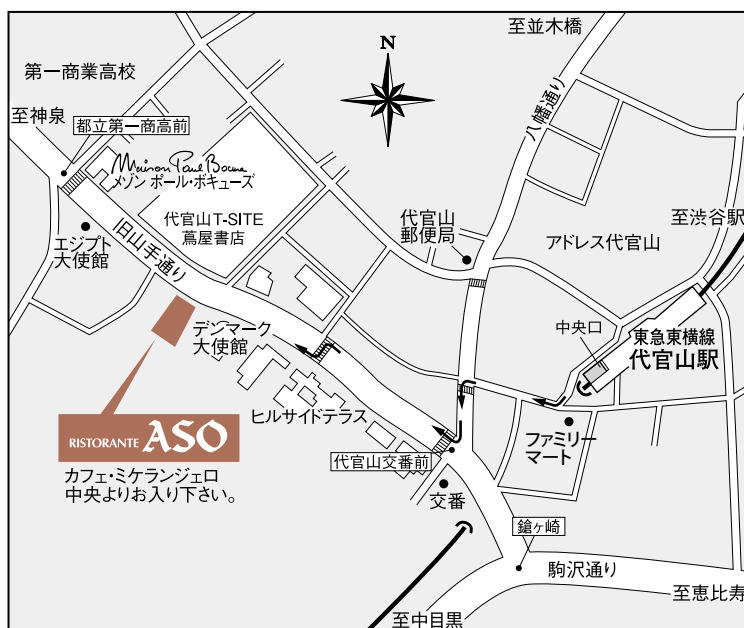 至並木橋
N
第一商業高校
至神泉
都立第一商高前
八幡通り
Maison Paul Bocuse
メゾン ポール・ボキューズ
代官山T-SITE
蔦屋書店
旧山手通り
エジプト
大使館
代官山
郵便局
至渋谷駅
アドレス代官山
中央口
東急東横線
代官山駅
デンマーク
大使館
ヒルサイドテラス
RISTORANTE ASO
カフェ・ミケランジェロ
中央よりお入り下さい。
ファミリー
マート
代官山交番前
交番
鎗ヶ崎
駒沢通り
至恵比寿
至中目黒